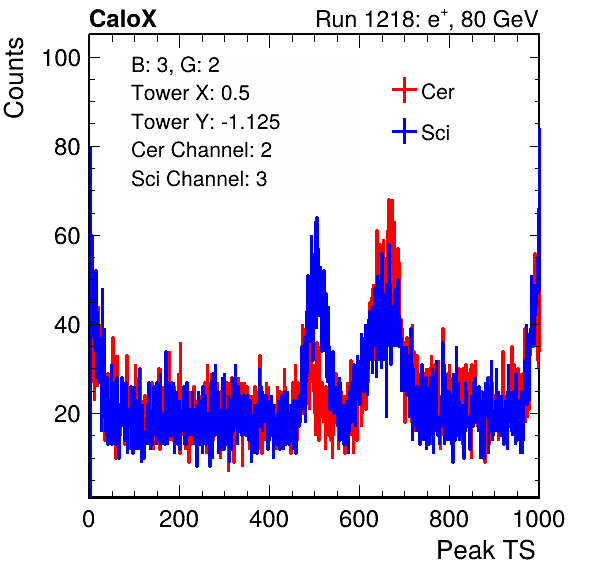 CaloX
Run 1218: e+, 80 GeV
Counts
100
80
60
40
20
B: 3, G: 2
Tower X: 0.5
Tower Y: -1.125
Cer Channel: 2
Sci Channel: 3
Cer
Sci
0
200
400
600
800
1000
Peak TS